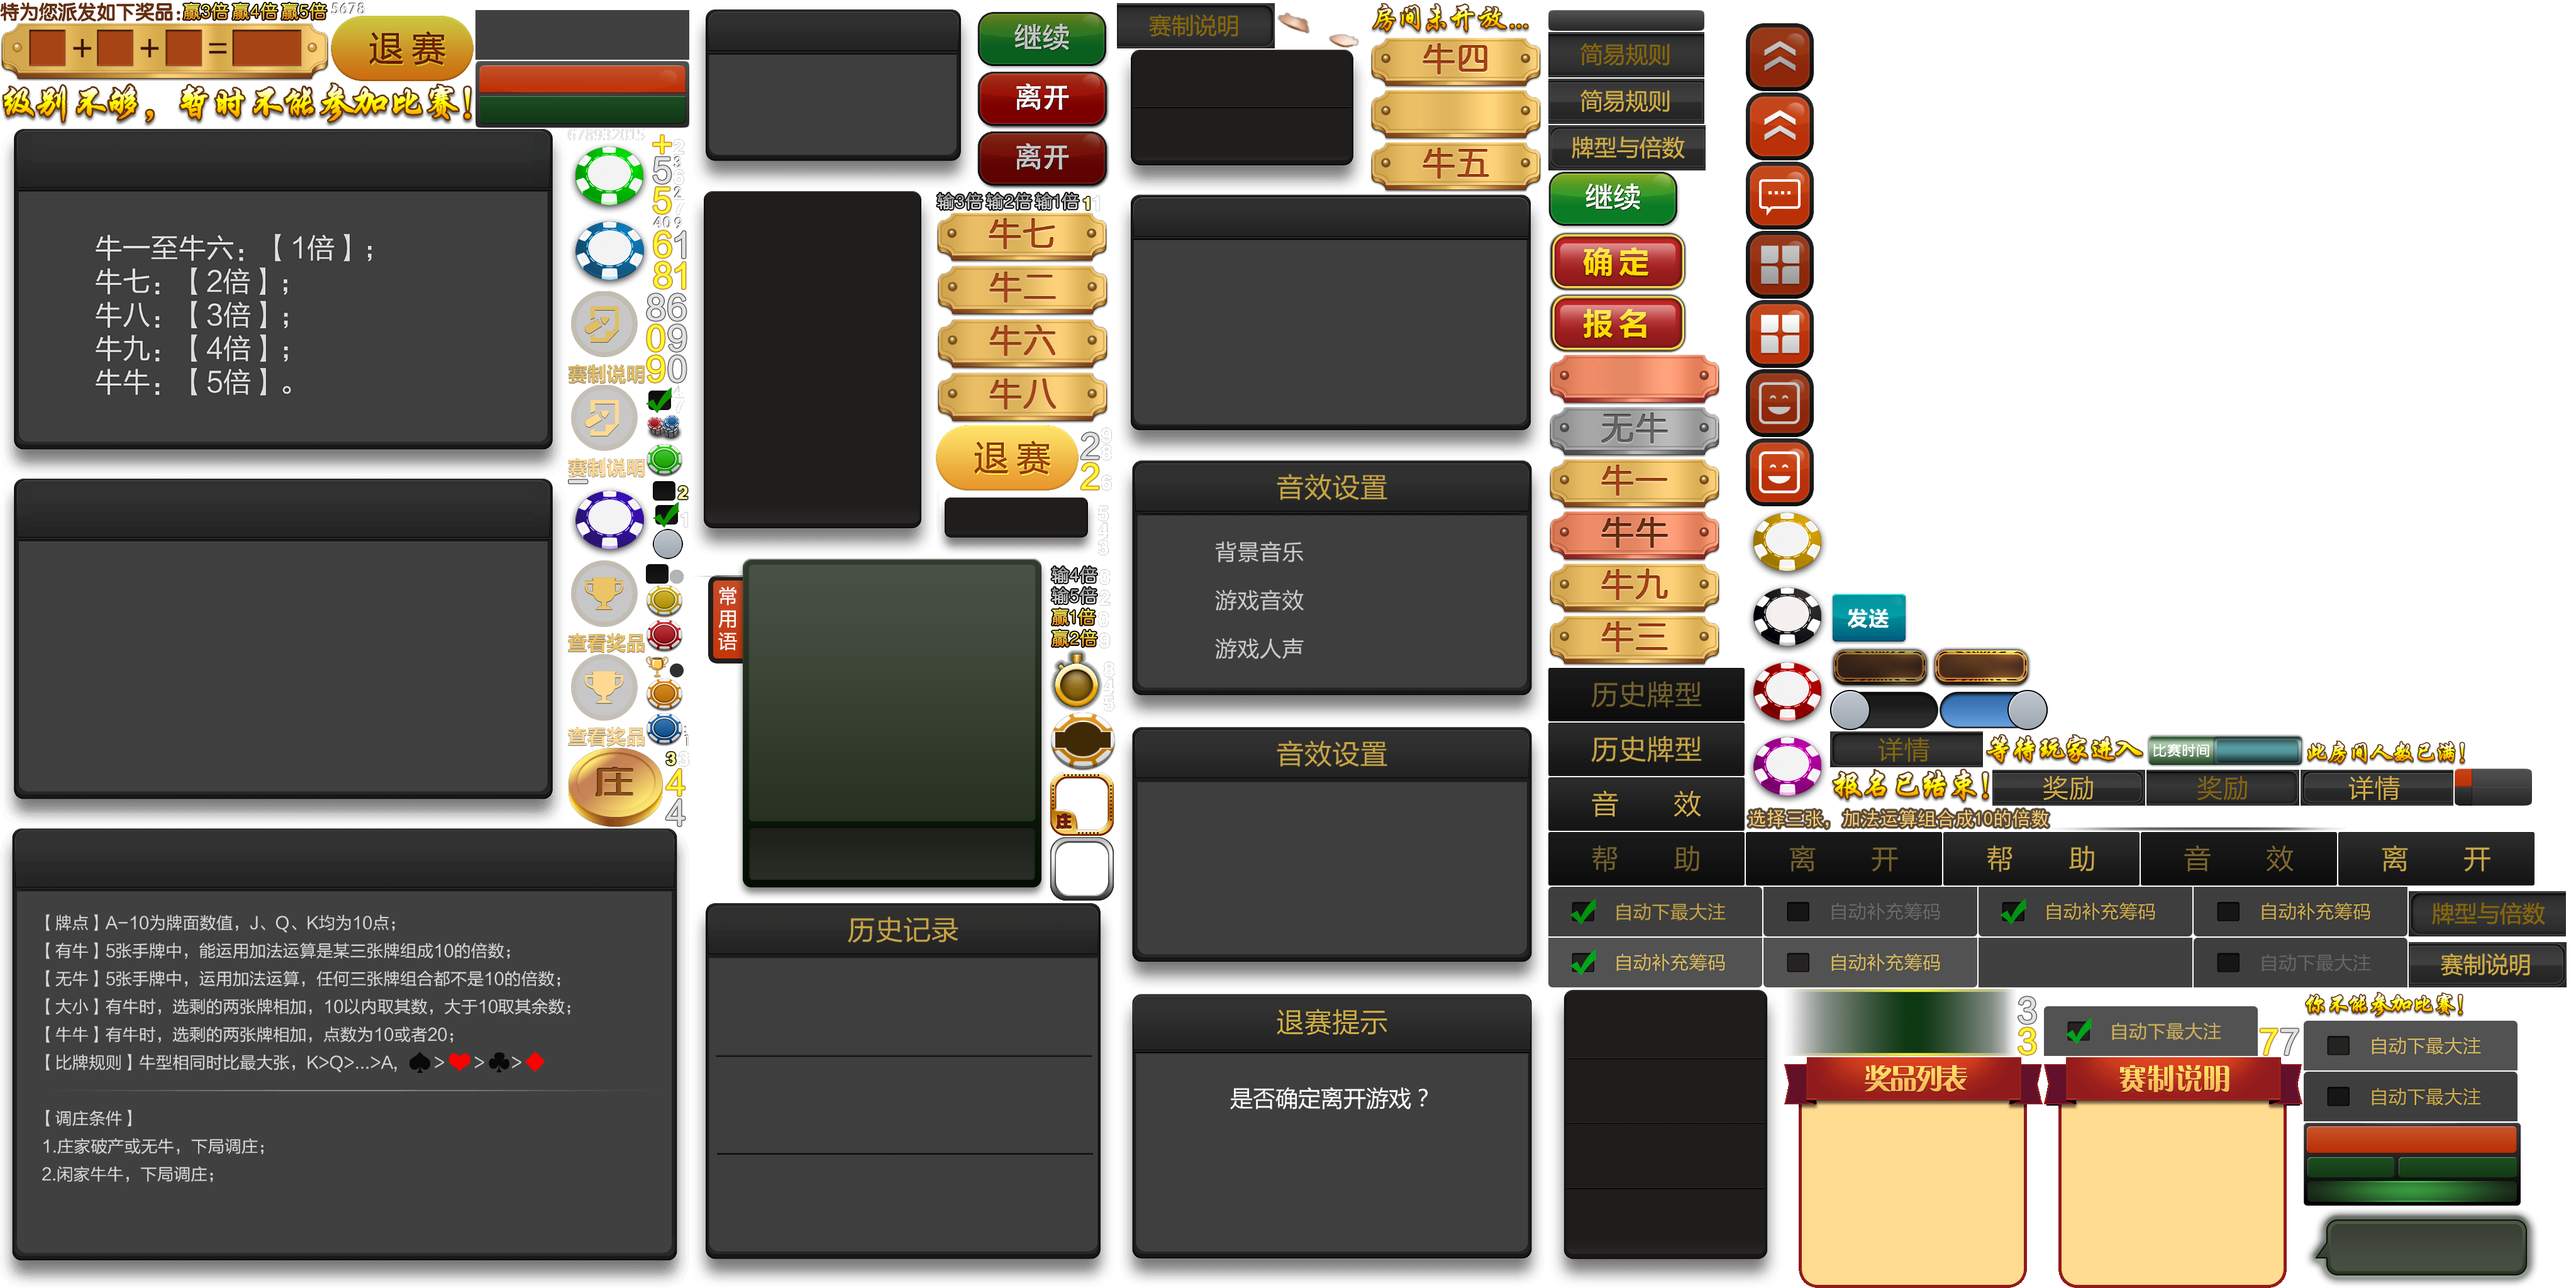 特为您派发如下奖品:赢3倍 赢4倍 赢5倍 5678
+ + =
退赛
级别不够，暂时不能参加比赛!
牛一至牛六：【1倍】;
牛七：【2倍】;
牛八：【3倍】;
牛九：【4倍】;
牛牛：【5倍】。
赛制说明
赛制说明
查看奖品
查看奖品
庄
【牌点】A-10为牌面数值，J、Q、K均为10点;
【有牛】5张手牌中，能运用加法运算是某三张牌组成10的倍数;
【无牛】5张手牌中，运用加法运算，任何三张牌组合都不是10的倍数;
【大小】有牛时，选剩的两张牌相加，10以内取其数，大于10取其余数;
【牛牛】有牛时，选剩的两张牌相加，点数为10或者20;
【比牌规则】牛型相同时比最大张，K>Q>...>A，♠>♥>♣>♦
【调庄条件】
1.庄家破产或无牛，下局调庄;
2.闲家牛牛，下局调庄;
继续
离开
离开
输3倍 输2倍 输1倍 11
牛七
牛二
牛六
牛八
退赛
常用语
输4倍
输5倍
赢1倍
赢2倍
庄
历史记录
赛制说明
房间未开放...
牛四
牛五
音效设置
背景音乐
游戏音效
游戏人声
音效设置
退赛提示
是否确定离开游戏？
简易规则
简易规则
牌型与倍数
继续
确定
报名
无牛
牛一
牛牛
牛九
牛三
历史牌型
历史牌型
音 效
发送
详情 等待玩家进入 比赛时间 此房间人数已满!
报名已结束! 奖励 奖励 详情
选择三张，加法运算组合成10的倍数
帮 助 离 开 帮 助 音 效 离 开
自动下最大注 自动补充筹码 自动补充筹码 自动补充筹码 牌型与倍数
自动补充筹码 自动补充筹码 自动下最大注 赛制说明
3
3
自动下最大注
77
你不能参加比赛!
自动下最大注
自动下最大注
奖品列表
赛制说明